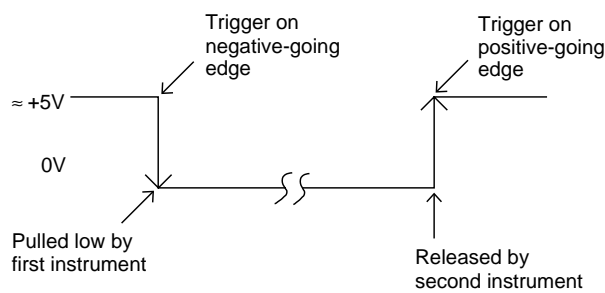 Trigger on
negative-going
edge
Trigger on
positive-going
edge
≈ +5V
0V
Pulled low by
first instrument
Released by
second instrument